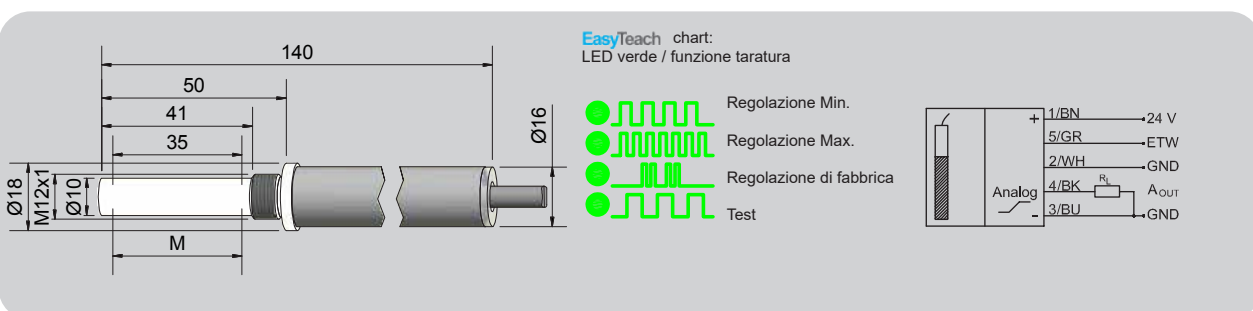 140
50
41
35
Ø18
M12x1
Ø10
M
Ø16
EasyTeach chart:
LED verde / funzione taratura
Regolazione Min.
Regolazione Max.
Regolazione di fabbrica
Test
+ 1/BN 24 V
5/GR ETW
2/WH GND
Analog 4/BK RL AOUT
- 3/BU GND